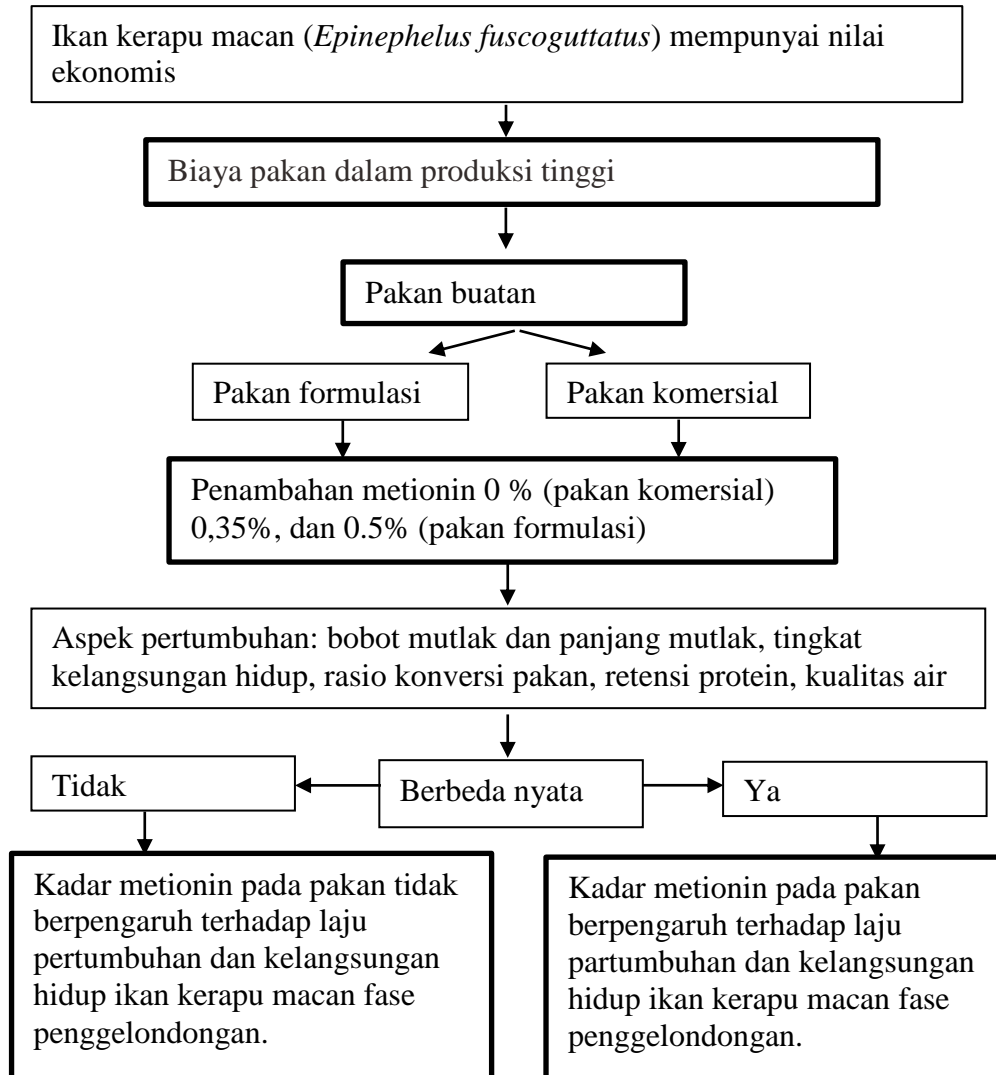 Ikan kerapu macan (Epinephelus fuscoguttatus) mempunyai nilai
ekonomis
Biaya pakan dalam produksi tinggi
Pakan buatan
Pakan formulasi
Pakan komersial
Penambahan metionin 0 % (pakan komersial)
0,35%, dan 0.5% (pakan formulasi)
Aspek pertumbuhan: bobot mutlak dan panjang mutlak, tingkat
kelangsungan hidup, rasio konversi pakan, retensi protein, kualitas air
Tidak
Berbeda nyata
Ya
Kadar metionin pada pakan tidak
berpengaruh terhadap laju
pertumbuhan dan kelangsungan
hidup ikan kerapu macan fase
penggelondongan.
Kadar metionin pada pakan
berpengaruh terhadap laju
partumbuhan dan kelangsungan
hidup ikan kerapu macan fase
penggelondongan.